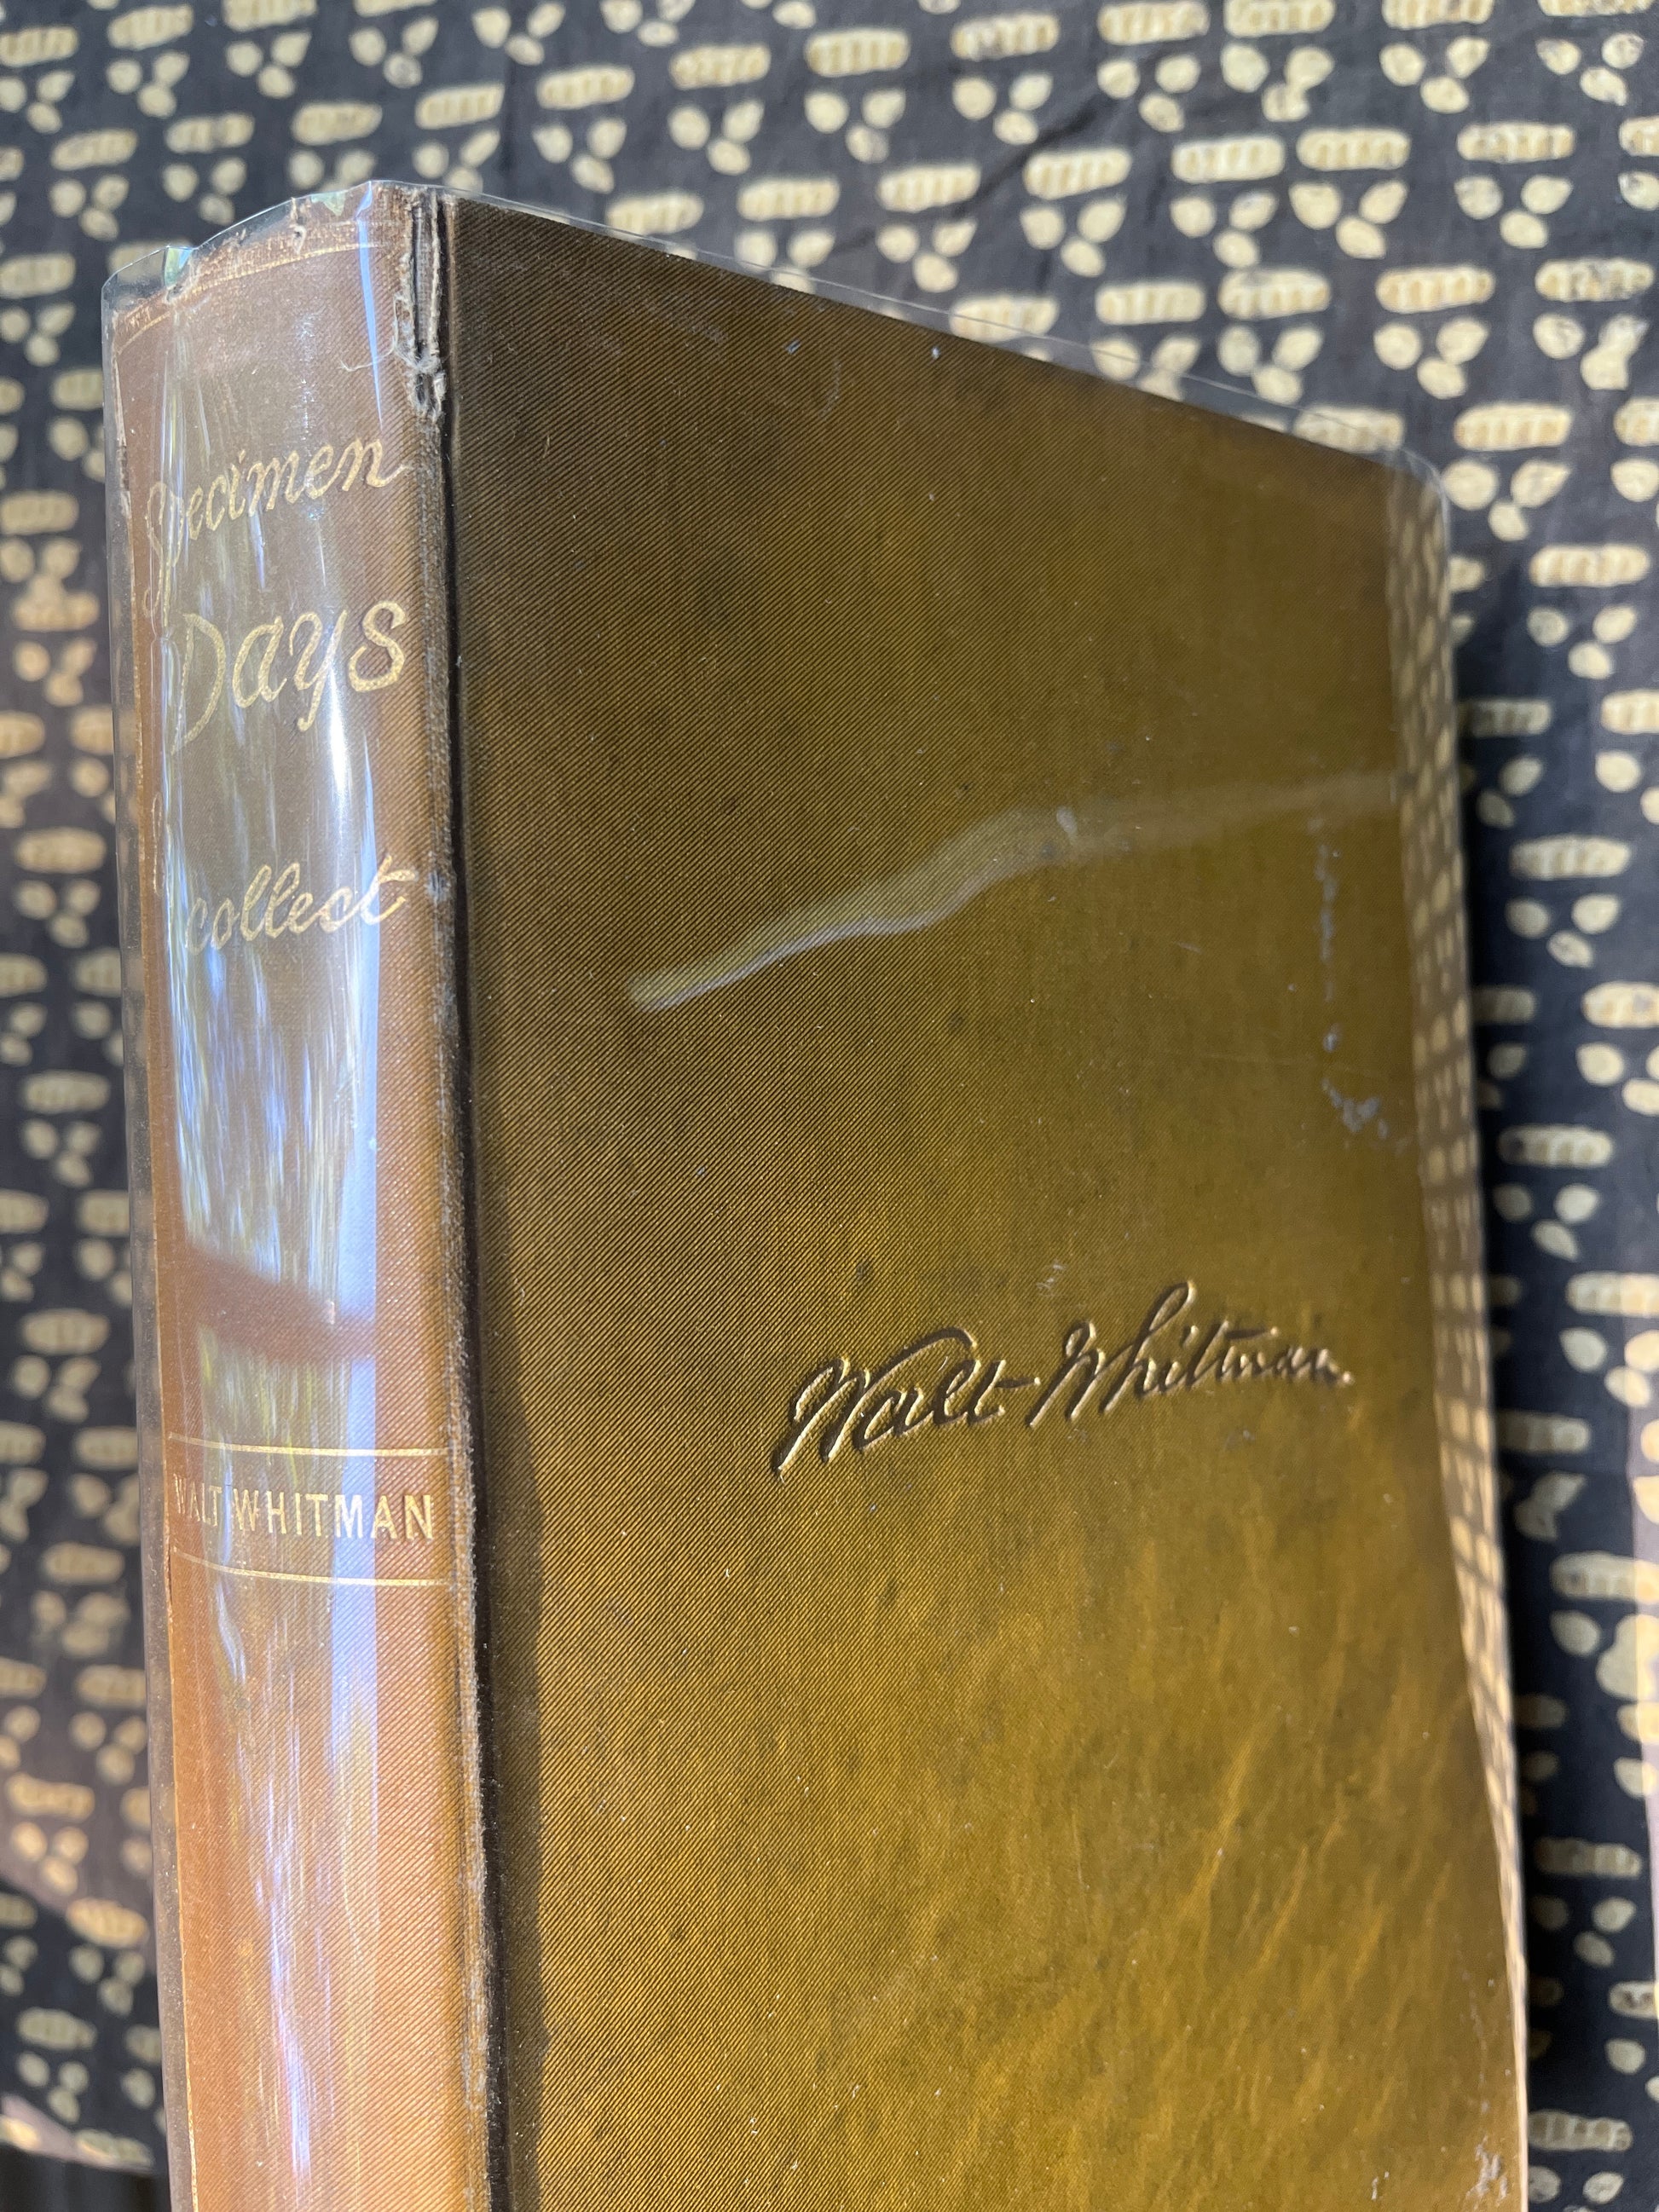 Specimen
Days
collect
WALT WHITMAN
Walt Whitman.